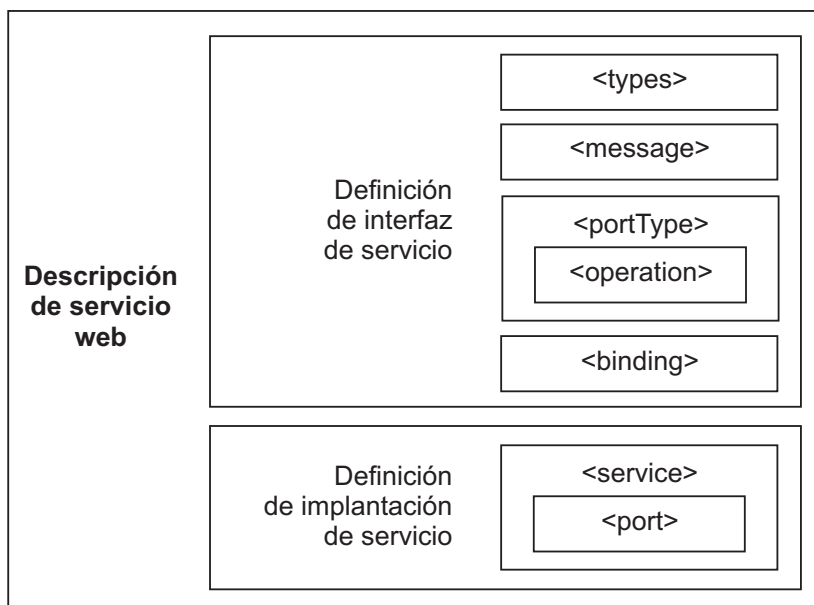 Descripción
de servicio
web
Definición
de interfaz
de servicio
<types>
<message>
<portType>
<operation>
<binding>
Definición
de implantación
de servicio
<service>
<port>